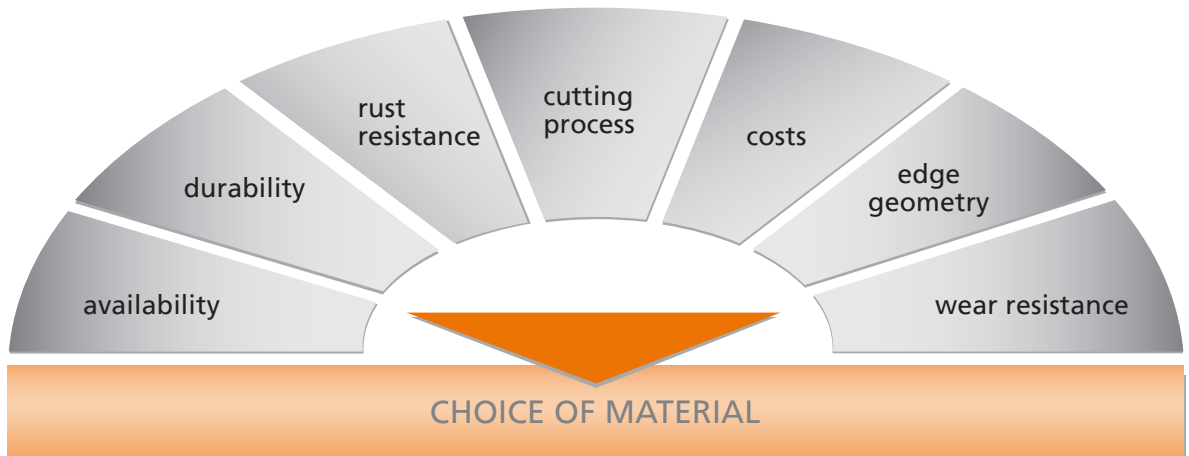 availability
durability
rust
resistance
cutting
process
costs
edge
geometry
wear resistance
CHOICE OF MATERIAL